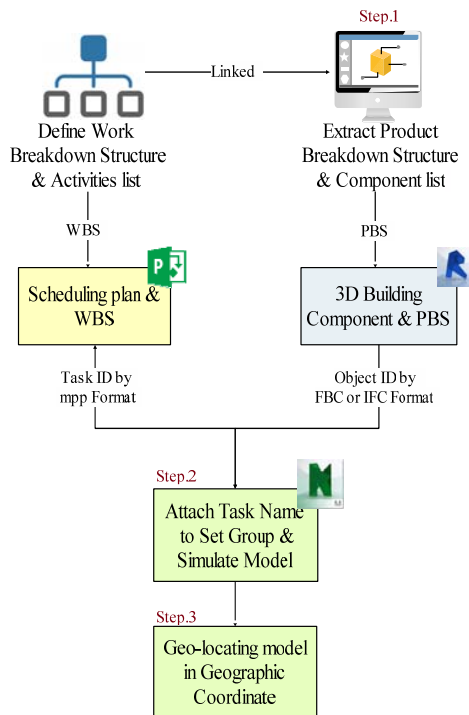 Step.1
Linked
Define Work
Breakdown Structure
& Activities list
Extract Product
Breakdown Structure
& Component list
WBS
PBS
Scheduling plan &
WBS
3D Building
Component & PBS
Task ID by
mpp Format
Object ID by
FBC or IFC Format
Step.2
Attach Task Name
to Set Group &
Simulate Model
Step.3
Geo-locating model
in Geographic
Coordinate